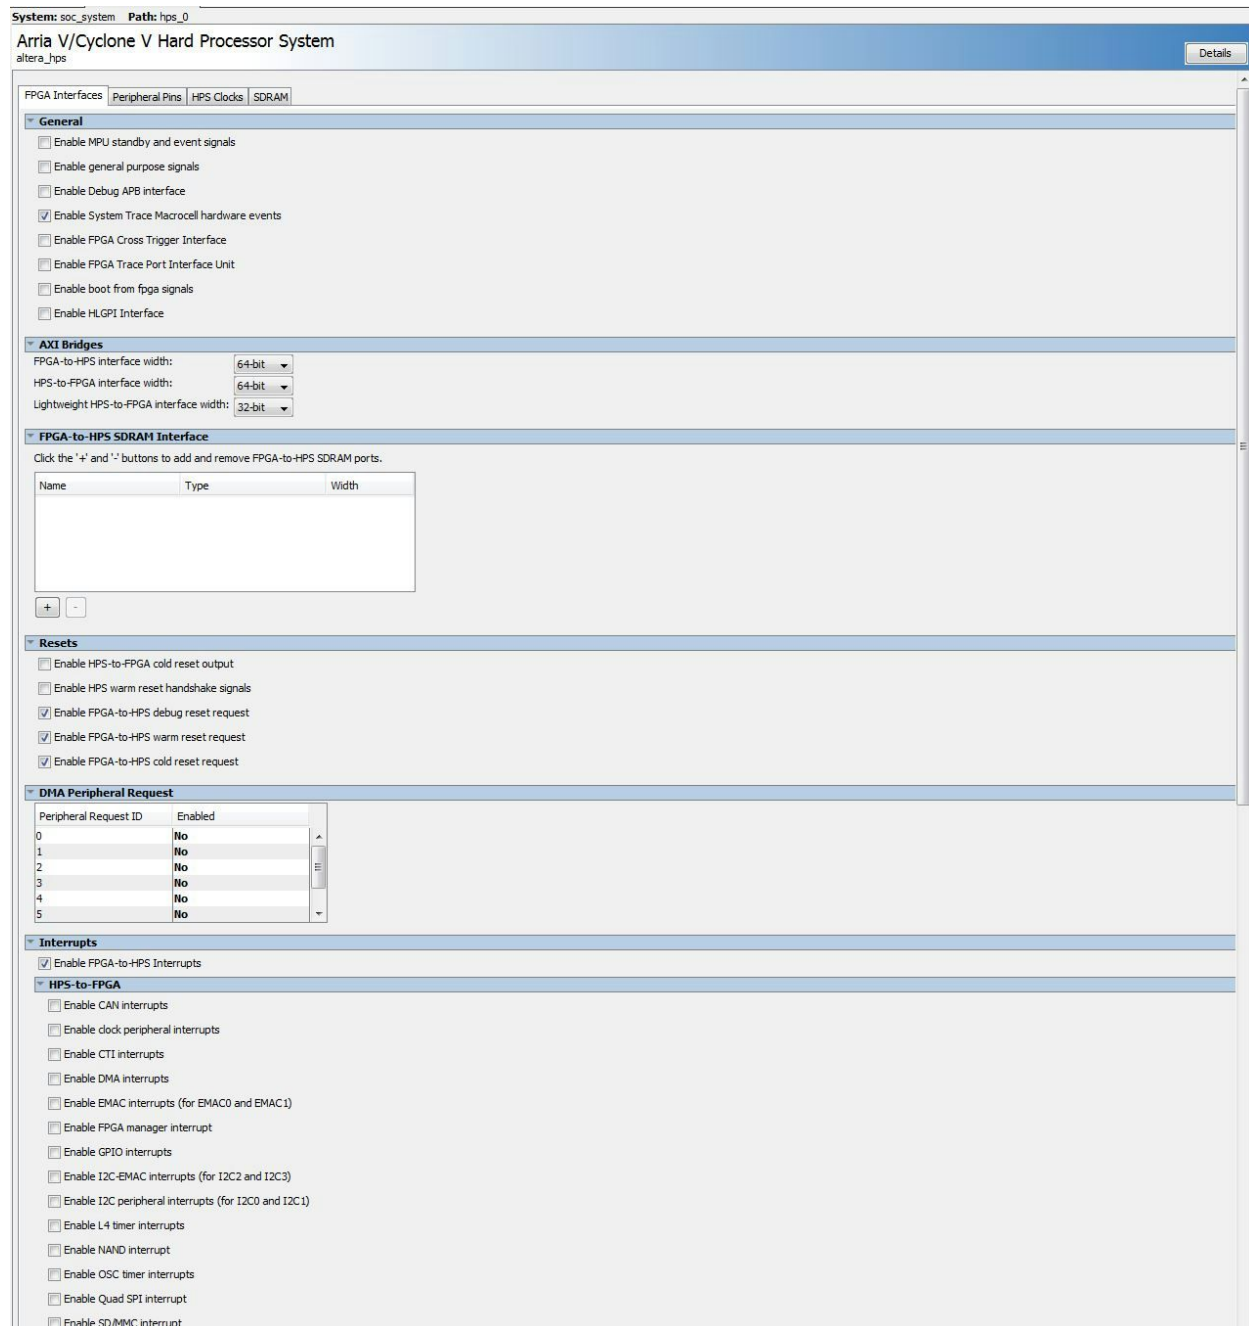 System: soc_system Path: hps_0
Arria V/Cyclone V Hard Processor System
altera_hps
Details
FPGA Interfaces Peripheral Pins HPS Clocks SDRAM
General
Enable MPU standby and event signals
Enable general purpose signals
Enable Debug APB interface
Enable System Trace Macrocell hardware events
Enable FPGA Cross Trigger Interface
Enable FPGA Trace Port Interface Unit
Enable boot from fpga signals
Enable HLGPI Interface
AXI Bridges
FPGA-to-HPS interface width: 64-bit
HPS-to-FPGA interface width: 64-bit
Lightweight HPS-to-FPGA interface width: 32-bit
FPGA-to-HPS SDRAM Interface
Click the '+' and '-' buttons to add and remove FPGA-to-HPS SDRAM ports.
Name Type Width
+ -
Resets
Enable HPS-to-FPGA cold reset output
Enable HPS warm reset handshake signals
Enable FPGA-to-HPS debug reset request
Enable FPGA-to-HPS warm reset request
Enable FPGA-to-HPS cold reset request
DMA Peripheral Request
Peripheral Request ID Enabled
0 No
1 No
2 No
3 No
4 No
5 No
Interrupts
Enable FPGA-to-HPS Interrupts
HPS-to-FPGA
Enable CAN interrupts
Enable clock peripheral interrupts
Enable CTI interrupts
Enable DMA interrupts
Enable EMAC interrupts (for EMAC0 and EMAC1)
Enable FPGA manager interrupt
Enable GPIO interrupts
Enable I2C-EMAC interrupts (for I2C2 and I2C3)
Enable I2C peripheral interrupts (for I2C0 and I2C1)
Enable L4 timer interrupts
Enable NAND interrupt
Enable OSC timer interrupts
Enable Quad SPI interrupt
Enable SD/MMC interrupt